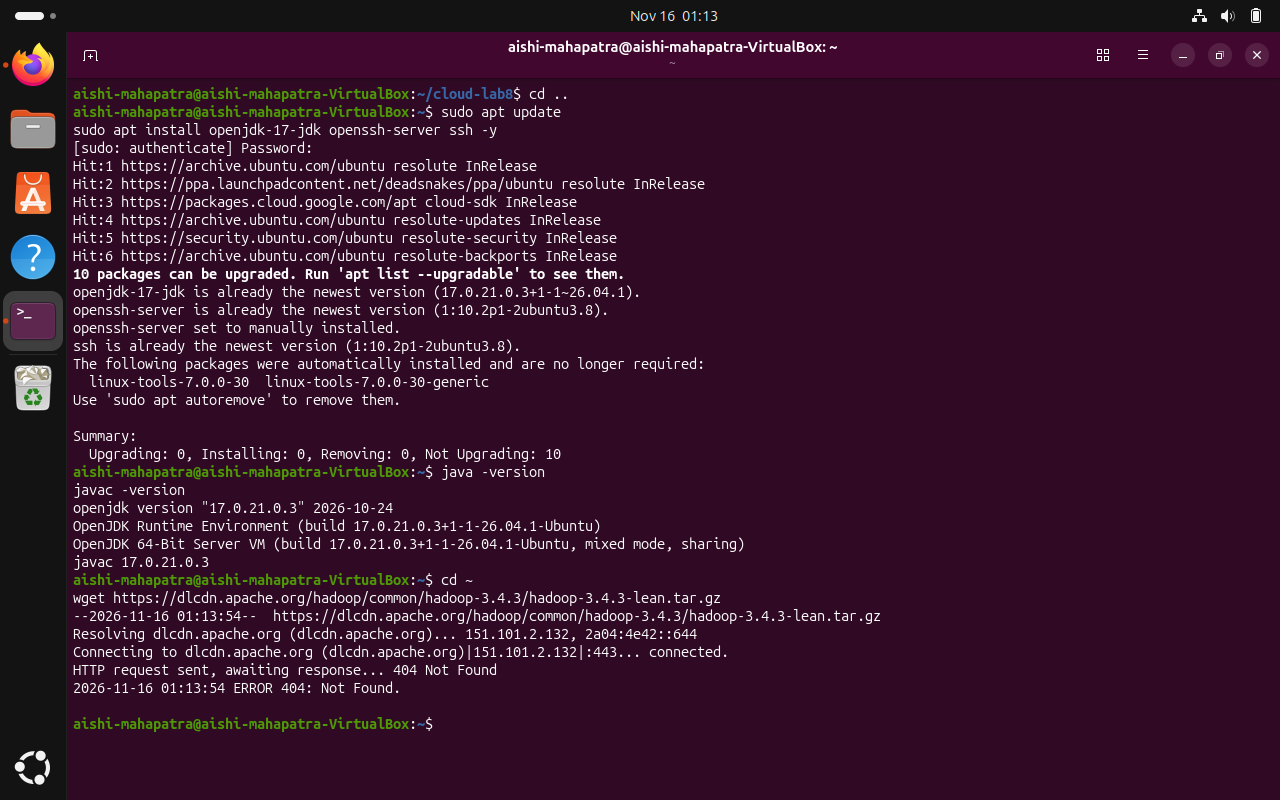 Nov 16 01:13
aishi-mahapatra@aishi-mahapatra-VirtualBox: ~
~
aishi-mahapatra@aishi-mahapatra-VirtualBox:~/cloud-lab8$ cd ..
aishi-mahapatra@aishi-mahapatra-VirtualBox:~$ sudo apt update
sudo apt install openjdk-17-jdk openssh-server ssh -y
[sudo: authenticate] Password:
Hit:1 https://archive.ubuntu.com/ubuntu resolute InRelease
Hit:2 https://ppa.launchpadcontent.net/deadsnakes/ppa/ubuntu resolute InRelease
Hit:3 https://packages.cloud.google.com/apt cloud-sdk InRelease
Hit:4 https://archive.ubuntu.com/ubuntu resolute-updates InRelease
Hit:5 https://security.ubuntu.com/ubuntu resolute-security InRelease
Hit:6 https://archive.ubuntu.com/ubuntu resolute-backports InRelease
10 packages can be upgraded. Run 'apt list --upgradable' to see them.
openjdk-17-jdk is already the newest version (17.0.21.0.3+1-1~26.04.1).
openssh-server is already the newest version (1:10.2p1-2ubuntu3.8).
openssh-server set to manually installed.
ssh is already the newest version (1:10.2p1-2ubuntu3.8).
The following packages were automatically installed and are no longer required:
  linux-tools-7.0.0-30  linux-tools-7.0.0-30-generic
Use 'sudo apt autoremove' to remove them.

Summary:
  Upgrading: 0, Installing: 0, Removing: 0, Not Upgrading: 10
aishi-mahapatra@aishi-mahapatra-VirtualBox:~$ java -version
javac -version
openjdk version "17.0.21.0.3" 2026-10-24
OpenJDK Runtime Environment (build 17.0.21.0.3+1-1-26.04.1-Ubuntu)
OpenJDK 64-Bit Server VM (build 17.0.21.0.3+1-1-26.04.1-Ubuntu, mixed mode, sharing)
javac 17.0.21.0.3
aishi-mahapatra@aishi-mahapatra-VirtualBox:~$ cd ~
wget https://dlcdn.apache.org/hadoop/common/hadoop-3.4.3/hadoop-3.4.3-lean.tar.gz
--2026-11-16 01:13:54--  https://dlcdn.apache.org/hadoop/common/hadoop-3.4.3/hadoop-3.4.3-lean.tar.gz
Resolving dlcdn.apache.org (dlcdn.apache.org)... 151.101.2.132, 2a04:4e42::644
Connecting to dlcdn.apache.org (dlcdn.apache.org)|151.101.2.132|:443... connected.
HTTP request sent, awaiting response... 404 Not Found
2026-11-16 01:13:54 ERROR 404: Not Found.

aishi-mahapatra@aishi-mahapatra-VirtualBox:~$